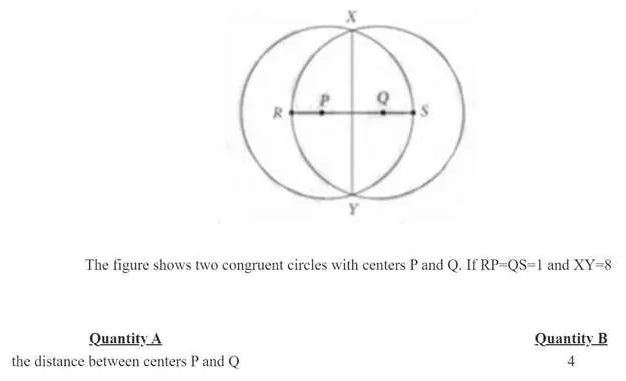 X
P
Q
R
S
Y
The figure shows two congruent circles with centers P and Q. If RP=QS=1 and XY=8
Quantity A
Quantity B
the distance between centers P and Q
4